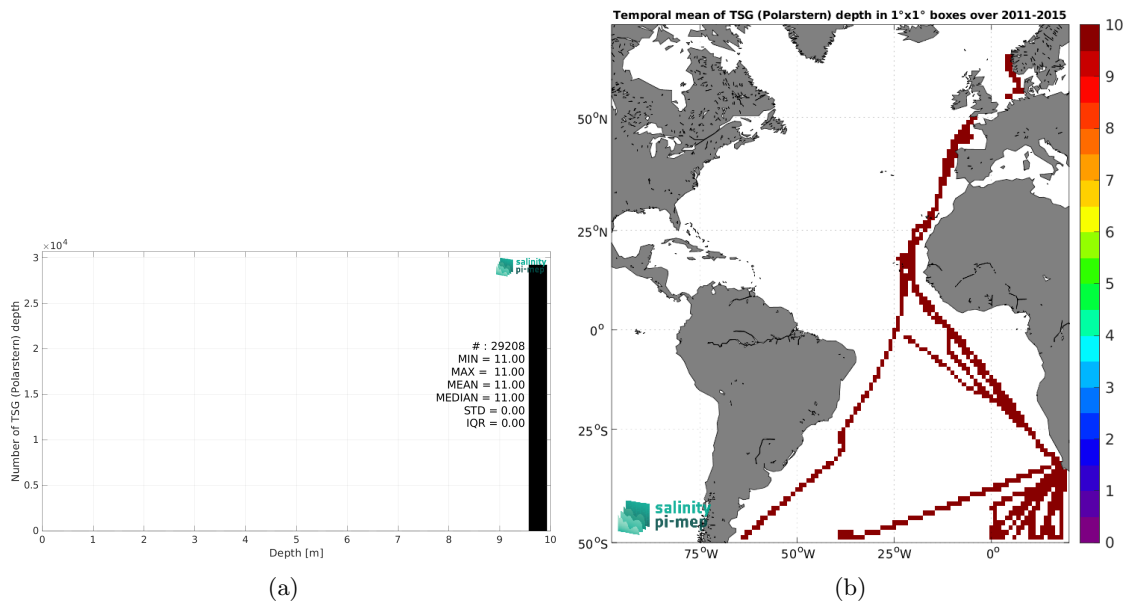 ×10⁴
3
2.5
2
1.5
1
0.5
0
Number of TSG (Polarstern) depth
salinity
pi-mep
# : 29208
MIN = 11.00
MAX = 11.00
MEAN = 11.00
MEDIAN = 11.00
STD = 0.00
IQR = 0.00
0 1 2 3 4 5 6 7 8 9 10
Depth [m]
(a)
Temporal mean of TSG (Polarstern) depth in 1°x1° boxes over 2011-2015
50°N
25°N
0°
25°S
50°S
75°W 50°W 25°W 0°
salinity
pi-mep
10
9
8
7
6
5
4
3
2
1
0
(b)